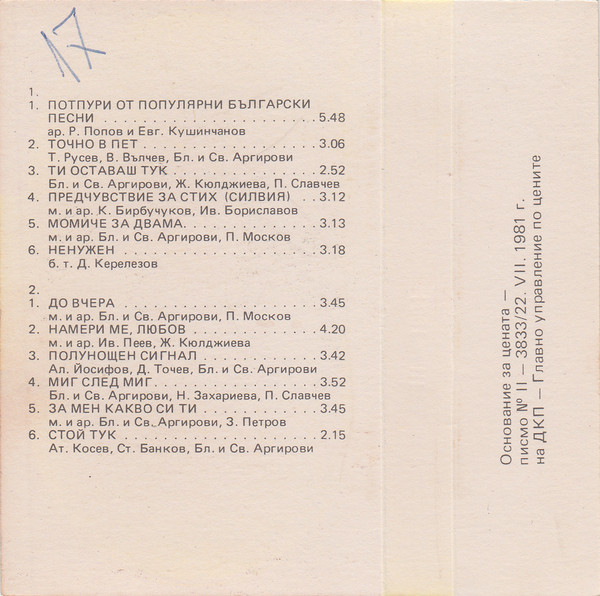 17
1.
1. ПОТПУРИ ОТ ПОПУЛЯРНИ БЪЛГАРСКИ
ПЕСНИ . . . . . . . . . . . . . . . . . . . . . . 5.48
ар. Р. Попов и Евг. Кушинчанов
2. ТОЧНО В ПЕТ . . . . . . . . . . . . . . . . . . 3.06
Т. Русев, В. Вълчев, Бл. и Св. Аргирови
3. ТИ ОСТАВАШ ТУК . . . . . . . . . . . . . . . 2.52
Бл. и Св. Аргирови, Ж. Кюлджиева, П. Славчев
4. ПРЕДЧУВСТВИЕ ЗА СТИХ (СИЛВИЯ) . . 3.12
м. и ар. К. Бирбучуков, Ив. Бориславов
5. МОМИЧЕ ЗА ДВАМА. . . . . . . . . . . . . . 3.13
м. и ар. Бл. и Св. Аргирови, П. Москов
6. НЕНУЖЕН . . . . . . . . . . . . . . . . . . . . 3.18
б. т. Д. Керелезов
2.
1. ДО ВЧЕРА . . . . . . . . . . . . . . . . . . . . 3.45
м. и ар. Бл. и Св. Аргирови, П. Москов
2. НАМЕРИ МЕ, ЛЮБОВ . . . . . . . . . . . . . 4.20
м. и ар. Ив. Пеев, Ж. Кюлджиева
3. ПОЛУНОЩЕН СИГНАЛ . . . . . . . . . . . . 3.42
Ал. Йосифов, Д. Точев, Бл. и Св. Аргирови
4. МИГ СЛЕД МИГ. . . . . . . . . . . . . . . . . 3.52
Бл. и Св. Аргирови, Н. Захариева, П. Славчев
5. ЗА МЕН КАКВО СИ ТИ . . . . . . . . . . . . 3.45
м. и ар. Бл. и Св. Аргирови, З. Петров
6. СТОЙ ТУК . . . . . . . . . . . . . . . . . . . . 2.15
Ат. Косев, Ст. Банков, Бл. и Св. Аргирови
Основание за цената —
писмо № II — 3833/22. VII. 1981 г.
на ДКП — Главно управление по цените